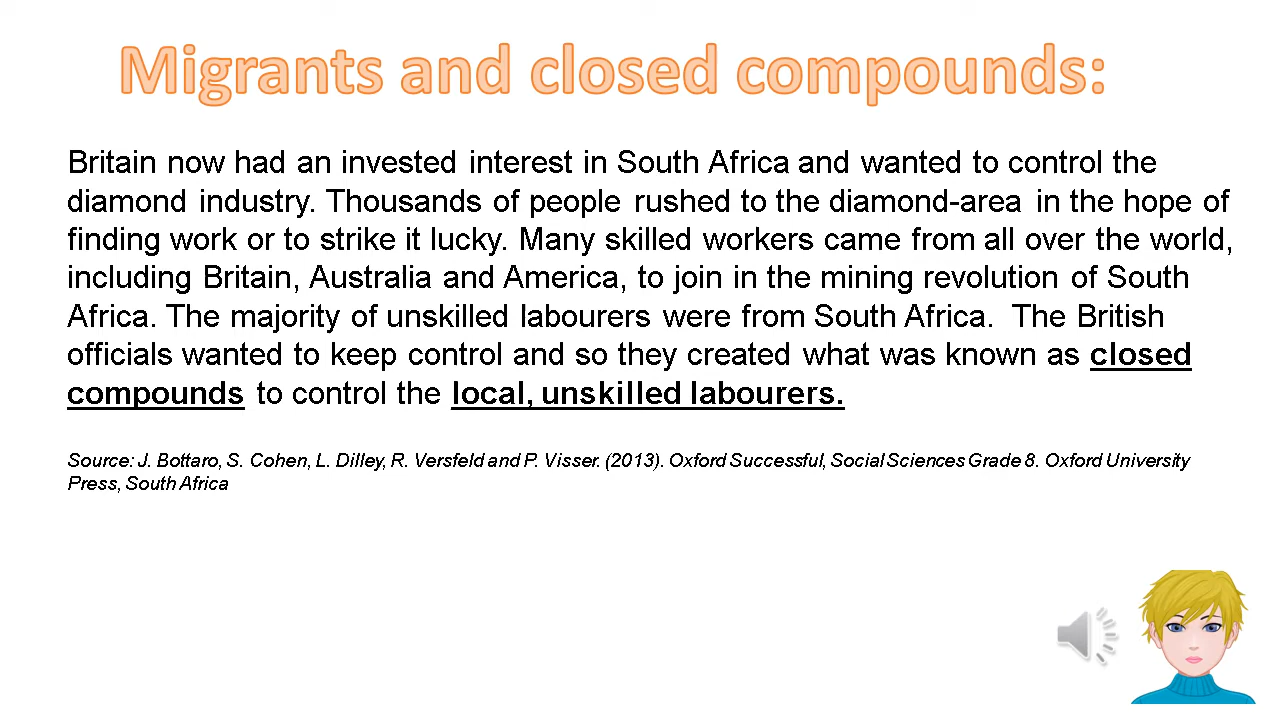 Migrants and closed compounds:
Britain now had an invested interest in South Africa and wanted to control the
diamond industry. Thousands of people rushed to the diamond-area in the hope of
finding work or to strike it lucky. Many skilled workers came from all over the world,
including Britain, Australia and America, to join in the mining revolution of South
Africa. The majority of unskilled labourers were from South Africa.  The British
officials wanted to keep control and so they created what was known as closed
compounds to control the local, unskilled labourers.
Source: J. Bottaro, S. Cohen, L. Dilley, R. Versfeld and P. Visser. (2013). Oxford Successful, Social Sciences Grade 8. Oxford University
Press, South Africa